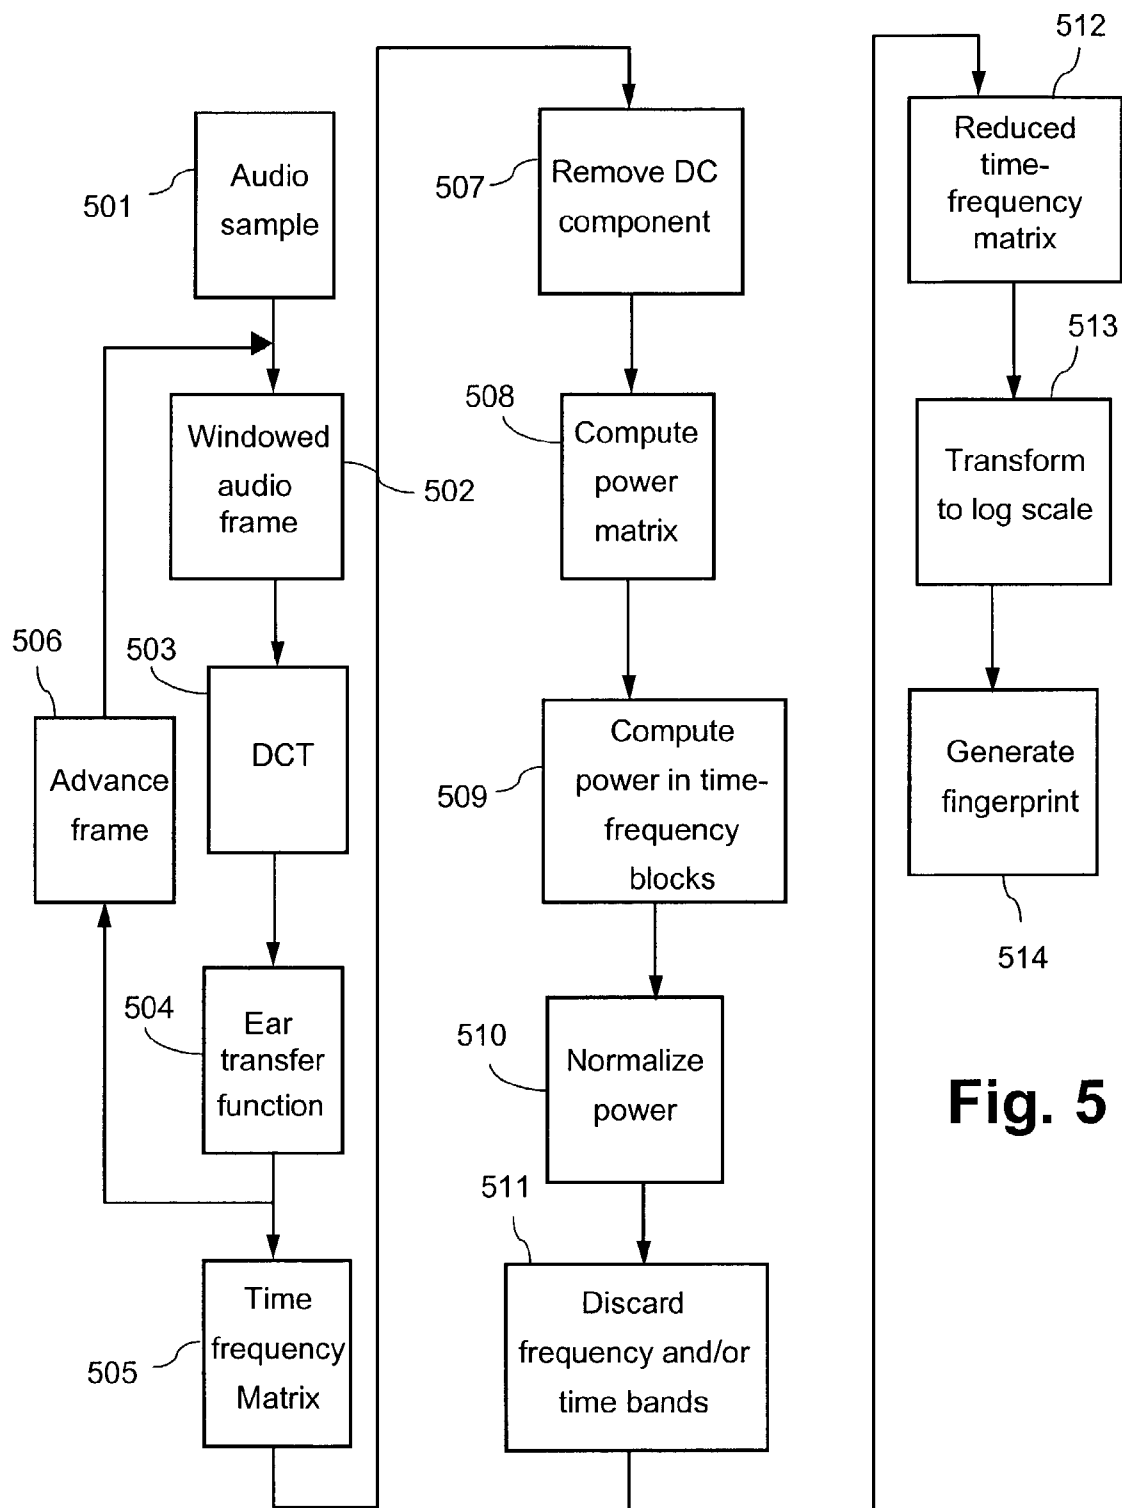 501
Audio
sample
Windowed
audio
frame
502
503
DCT
506
Advance
frame
504
Ear
transfer
function
505
Time
frequency
Matrix
507
Remove DC
component
508
Compute
power
matrix
509
Compute
power in time-
frequency
blocks
510
Normalize
power
511
Discard
frequency and/or
time bands
512
Reduced
time-
frequency
matrix
513
Transform
to log scale
Generate
fingerprint
514
Fig. 5